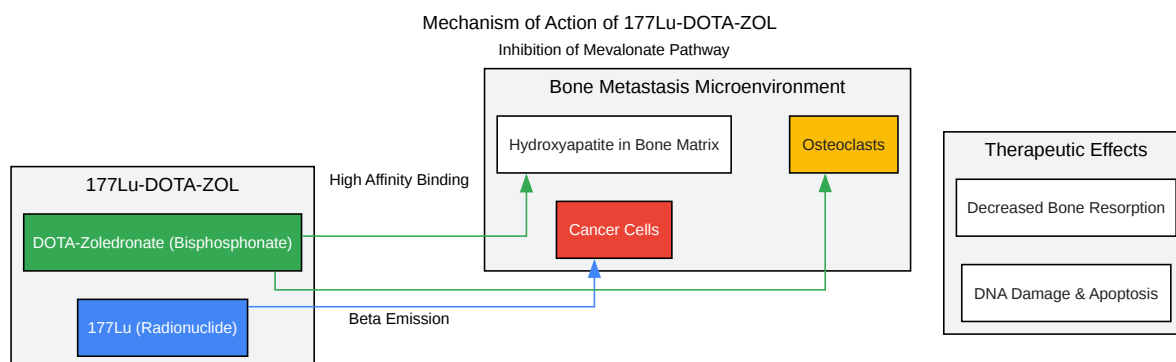 Mechanism of Action of 177Lu-DOTA-ZOL
Inhibition of Mevalonate Pathway
Bone Metastasis Microenvironment
Hydroxyapatite in Bone Matrix
Osteoclasts
Cancer Cells
177Lu-DOTA-ZOL
High Affinity Binding
DOTA-Zoledronate (Bisphosphonate)
177Lu (Radionuclide)
Beta Emission
Therapeutic Effects
Decreased Bone Resorption
DNA Damage & Apoptosis